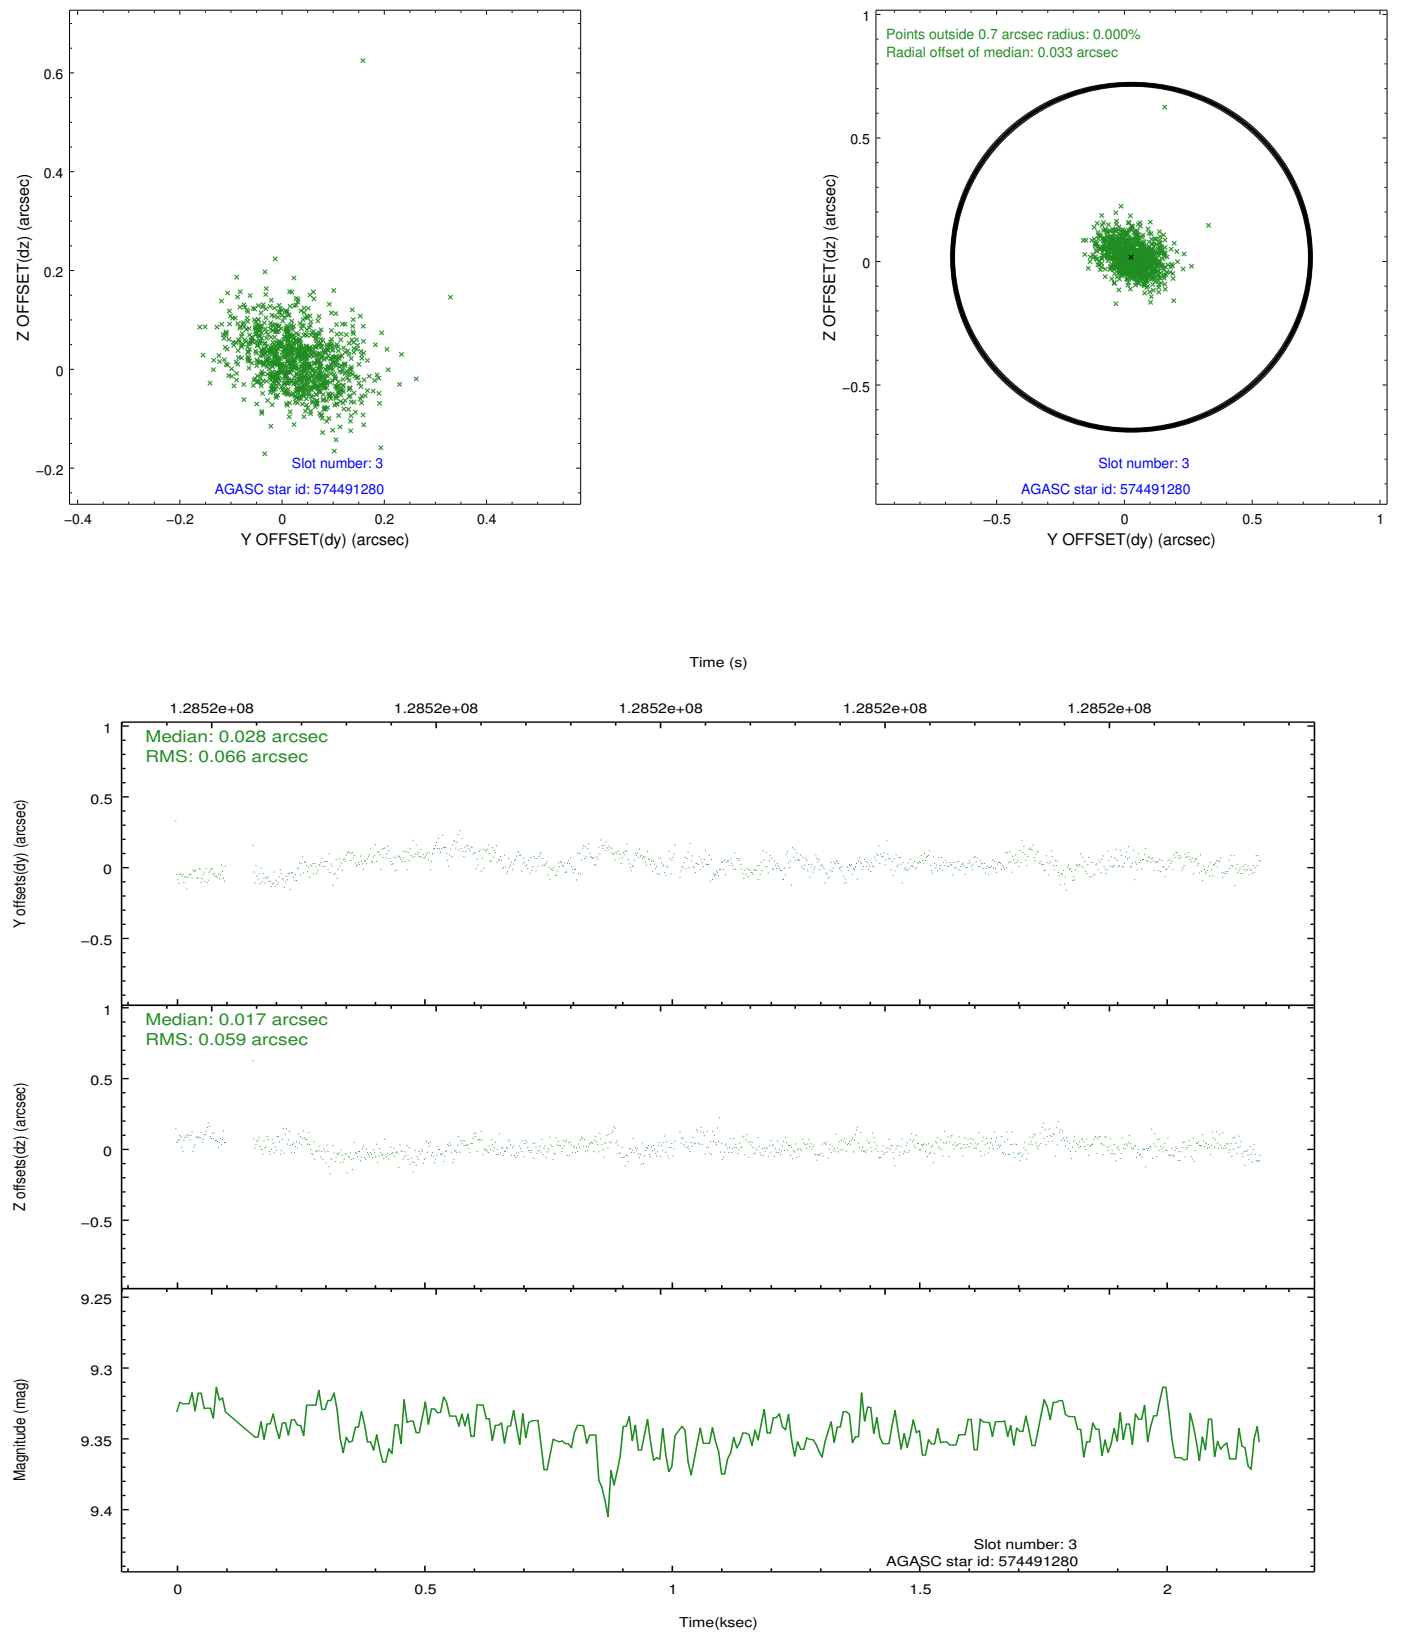 0.6
0.4
0.2
0
−0.2
−0.4
−0.2
0
0.2
0.4
Z OFFSET(dz) (arcsec)
Y OFFSET(dy) (arcsec)
Slot number: 3
AGASC star id: 574491280
Points outside 0.7 arcsec radius: 0.000%
Radial offset of median: 0.033 arcsec
1
0.5
0
−0.5
−0.5
0
0.5
1
Z OFFSET(dz) (arcsec)
Y OFFSET(dy) (arcsec)
Slot number: 3
AGASC star id: 574491280
Time (s)
1.2852e+08 1.2852e+08 1.2852e+08 1.2852e+08 1.2852e+08
Median: 0.028 arcsec
RMS: 0.066 arcsec
1
0.5
0
−0.5
Y offsets(dy) (arcsec)
Median: 0.017 arcsec
RMS: 0.059 arcsec
1
0.5
0
−0.5
Z offsets(dz) (arcsec)
9.25
9.3
9.35
9.4
Magnitude (mag)
Slot number: 3
AGASC star id: 574491280
0 0.5 1 1.5 2
Time(ksec)